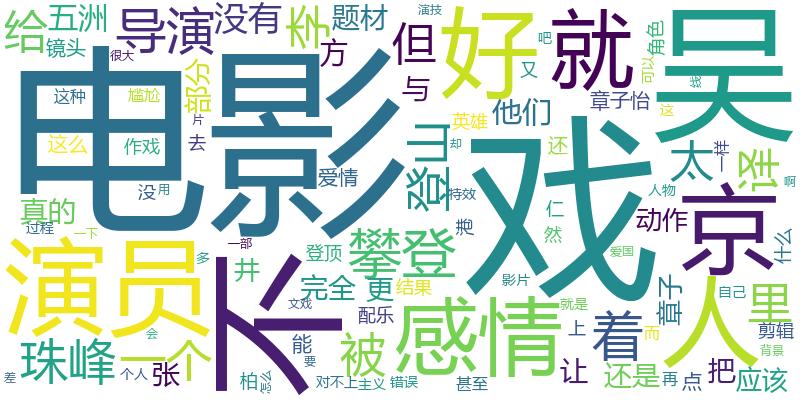 给
五洲
镜头
很大
导演
没有
李
方
题材
但
与
演技
好
吧
又
就
角色
可以
吴
线
这
章子怡
他们
英雄
却
还
部分
片
去
这种
尴尬
这么
作戏
没
用
电影
爱情
登山
特效
戏
仁
然
太
译
一样
啊
人物
京
动作
什么
爱国
真的
过程
一下
多
一部
登顶
井
不
攀登
虎
演员
完全
更
结果
影片
文戏
配乐
感情
就是
上
着
而
章子
人
自己
里
剪辑
背景
珠峰
一个
会
差
个人
张
柏
怎么
能
要
被
对不上
主义
错误
甚至
让
还是
再
点
把
应该